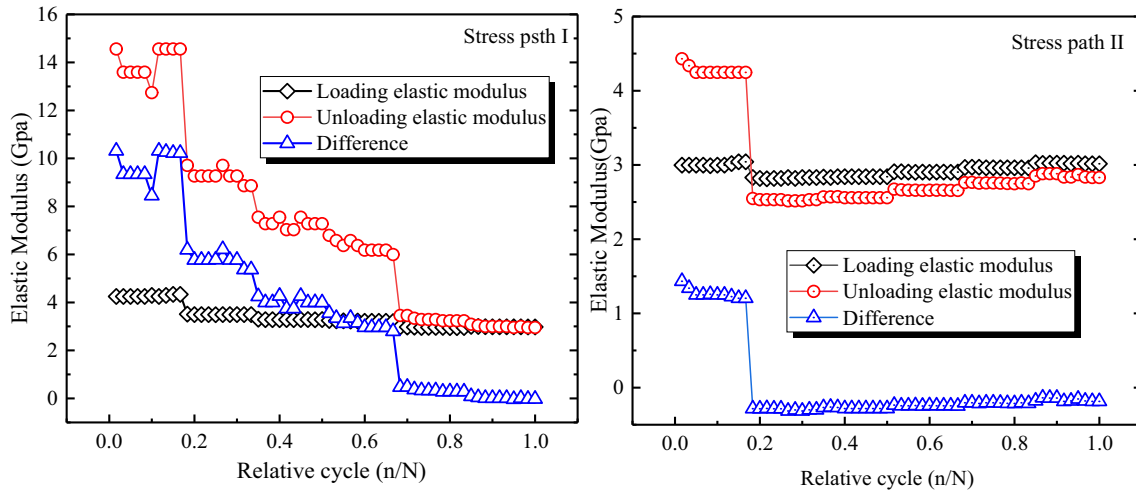 Stress psth I
Loading elastic modulus
Unloading elastic modulus
Difference
Elastic Modulus (Gpa)
16
14
12
10
8
6
4
2
0
0.0 0.2 0.4 0.6 0.8 1.0
Relative cycle (n/N)
Stress path II
Loading elastic modulus
Unloading elastic modulus
Difference
Elastic Modulus(Gpa)
5
4
3
2
1
0
0.0 0.2 0.4 0.6 0.8 1.0
Relative cycle (n/N)